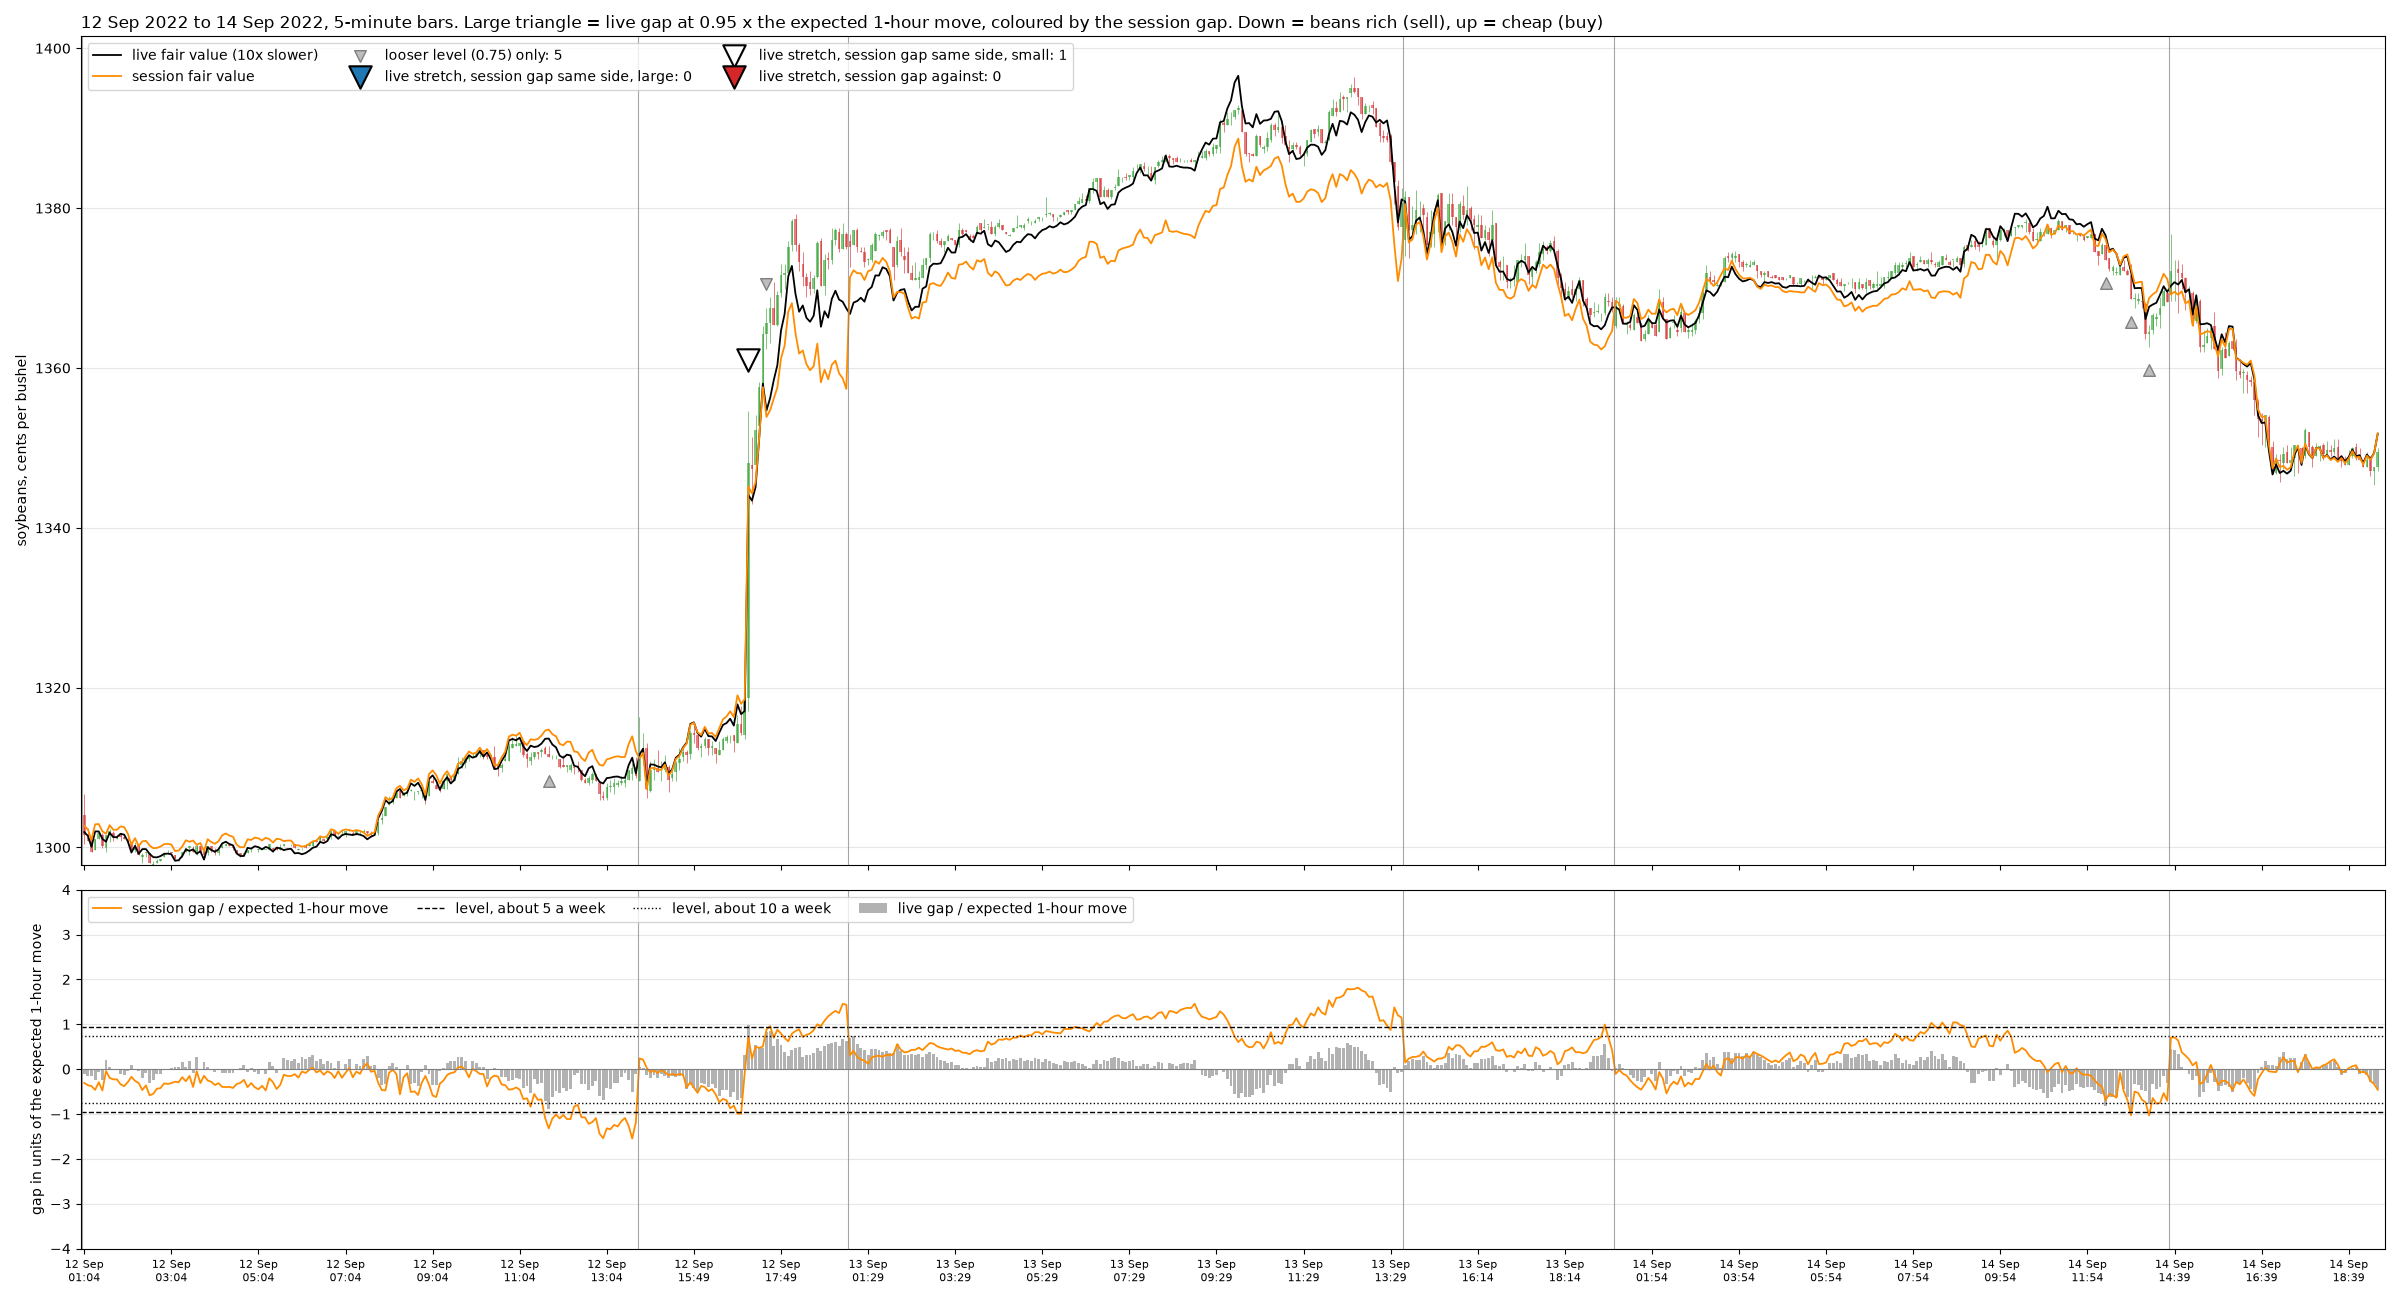 12 Sep 2022 to 14 Sep 2022, 5-minute bars. Large triangle = live gap at 0.95 x the expected 1-hour move, coloured by the session gap. Down = beans rich (sell), up = cheap (buy)
live fair value (10x slower)
session fair value
looser level (0.75) only: 5
live stretch, session gap same side, large: 0
live stretch, session gap same side, small: 1
live stretch, session gap against: 0
soybeans, cents per bushel
1400
1380
1360
1340
1320
1300
session gap / expected 1-hour move
level, about 5 a week
level, about 10 a week
live gap / expected 1-hour move
gap in units of the expected 1-hour move
4
3
2
1
0
−1
−2
−3
−4
12 Sep
01:04
12 Sep
03:04
12 Sep
05:04
12 Sep
07:04
12 Sep
09:04
12 Sep
11:04
12 Sep
13:04
12 Sep
15:49
12 Sep
17:49
13 Sep
01:29
13 Sep
03:29
13 Sep
05:29
13 Sep
07:29
13 Sep
09:29
13 Sep
11:29
13 Sep
13:29
13 Sep
16:14
13 Sep
18:14
14 Sep
01:54
14 Sep
03:54
14 Sep
05:54
14 Sep
07:54
14 Sep
09:54
14 Sep
11:54
14 Sep
14:39
14 Sep
16:39
14 Sep
18:39